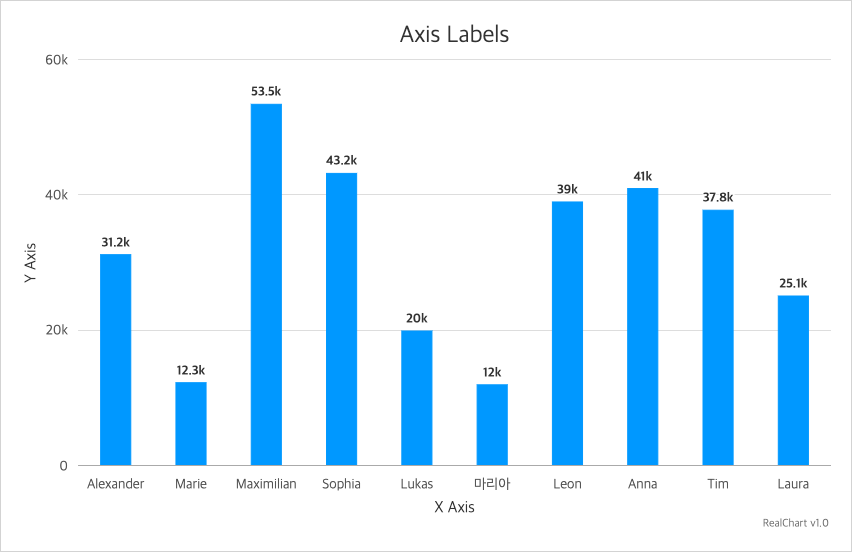 Axis Labels
60k
53.5k
43.2k
40k
41k
39k
37.8k
31.2k
25.1k
Y Axis
20k
20k
12.3k
12k
0
Alexander Marie Maximilian Sophia Lukas 마리아 Leon Anna Tim Laura
X Axis
RealChart v1.0